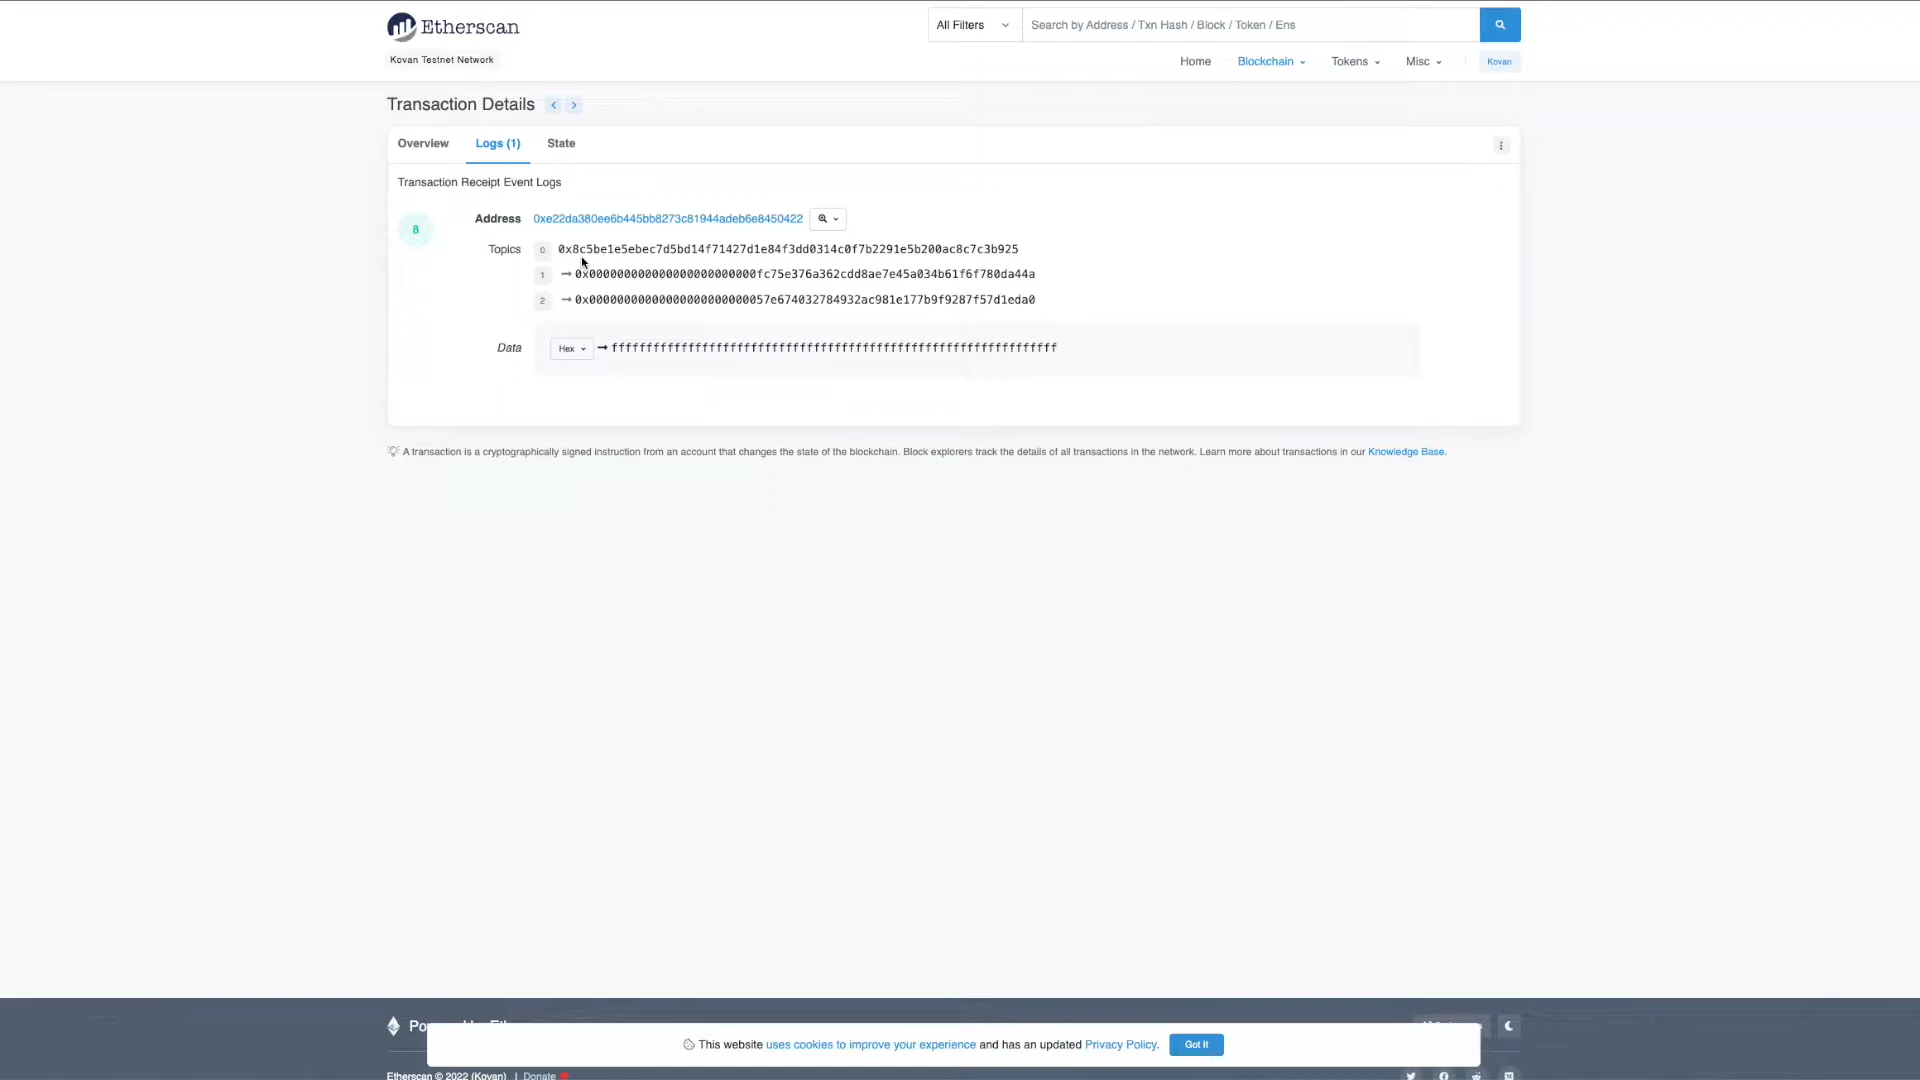 Etherscan
All Filters
Search by Address / Txn Hash / Block / Token / Ens
Kovan Testnet Network
Home
Blockchain
Tokens
Misc
Kovan
Transaction Details
Overview
Logs (1)
State
Transaction Receipt Event Logs
8
Address 0xe22da380ee6b445bb8273c81944adeb6e8450422
Topics 0 0x8c5be1e5ebec7d5bd14f71427d1e84f3dd0314c0f7b2291e5b200ac8c7c3b925
1 → 0x000000000000000000000000fc75e376a362cdd8ae7e45a034b61f6f780da44a
2 → 0x00000000000000000000000057e674032784932ac981e177b9f9287f57d1eda0
Data Hex → ffffffffffffffffffffffffffffffffffffffffffffffffffffffffffffffff
A transaction is a cryptographically signed instruction from an account that changes the state of the blockchain. Block explorers track the details of all transactions in the network. Learn more about transactions in our Knowledge Base.
This website uses cookies to improve your experience and has an updated Privacy Policy.
Got It
Etherscan © 2022 (Kovan) | Donate